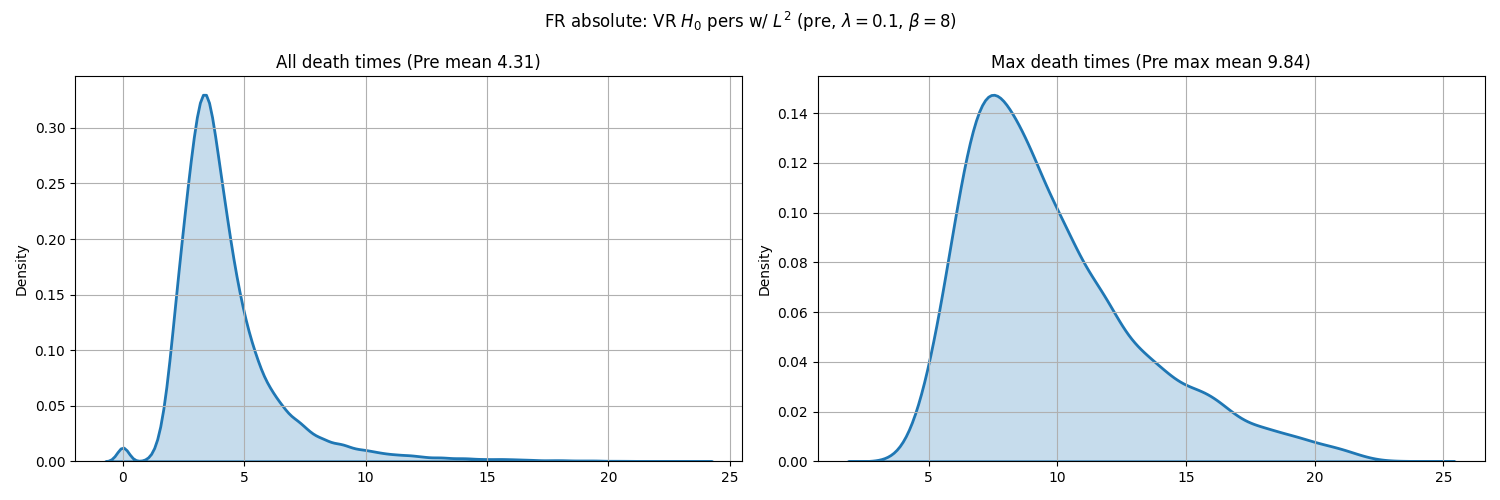 FR absolute: VR $H_0$ pers w/ $L^2$ (pre, $\lambda = 0.1$, $\beta = 8$)
All death times (Pre mean 4.31)
Density
0.30
0.25
0.20
0.15
0.10
0.05
0.00
0 5 10 15 20 25
Max death times (Pre max mean 9.84)
Density
0.14
0.12
0.10
0.08
0.06
0.04
0.02
0.00
5 10 15 20 25